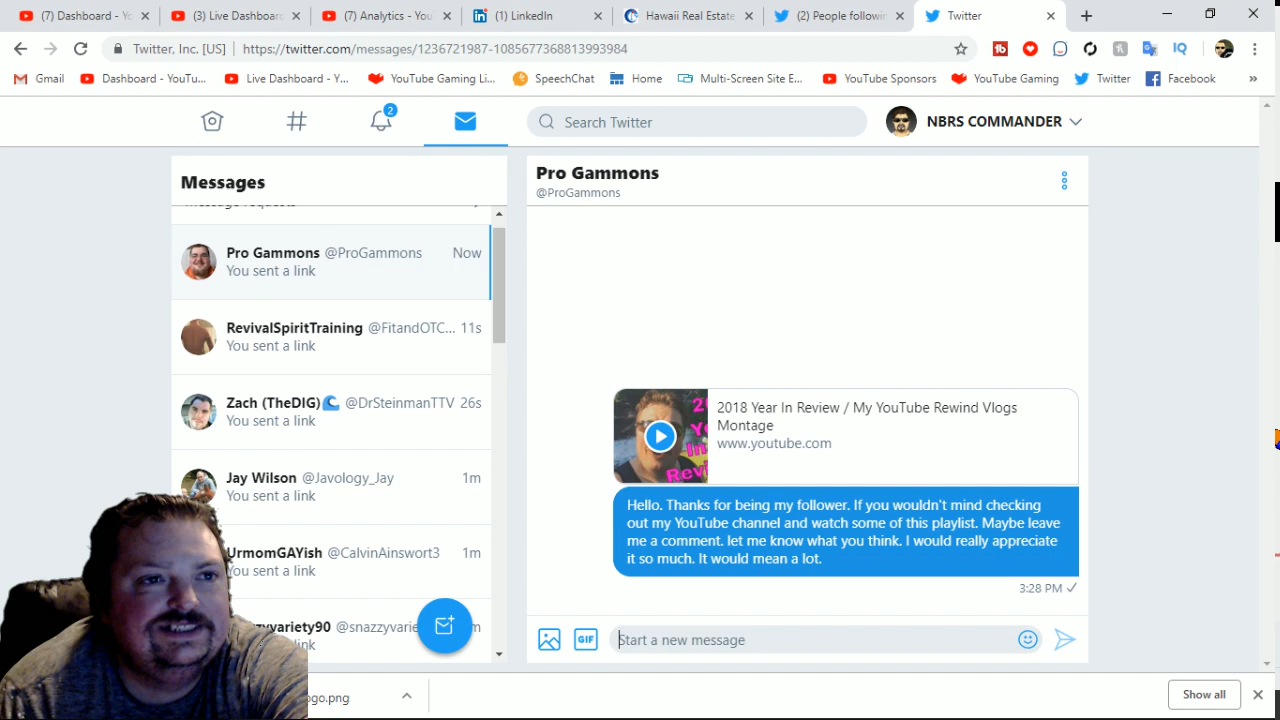 (7) Dashboard - Yo
(3) Live Dashboard
(7) Analytics - You
(1) LinkedIn
Hawaii Real Estate
(2) People followin
Twitter
Twitter, Inc. [US]
https://twitter.com/messages/1236721987-1085677368813993984
Gmail
Dashboard - YouTu...
Live Dashboard - Y...
YouTube Gaming Li...
SpeechChat
Home
Multi-Screen Site E...
YouTube Sponsors
YouTube Gaming
Twitter
Facebook
»
2
Search Twitter
NBRS COMMANDER
Messages
Pro Gammons @ProGammons Now
You sent a link
RevivalSpiritTraining @FitandOTC... 11s
You sent a link
Zach (TheDIG)🌊 @DrSteinmanTTV 26s
You sent a link
Jay Wilson @Javology_Jay 1m
You sent a link
UrmomGAYish @CalvinAinswort3 1m
You sent a link
Pro Gammons
@ProGammons
2018 Year In Review / My YouTube Rewind Vlogs
Montage
www.youtube.com
Hello. Thanks for being my follower. If you wouldn't mind checking
out my YouTube channel and watch some of this playlist. Maybe leave
me a comment. let me know what you think. I would really appreciate
it so much. It would mean a lot.
3:28 PM
GIF
Start a new message
Show all